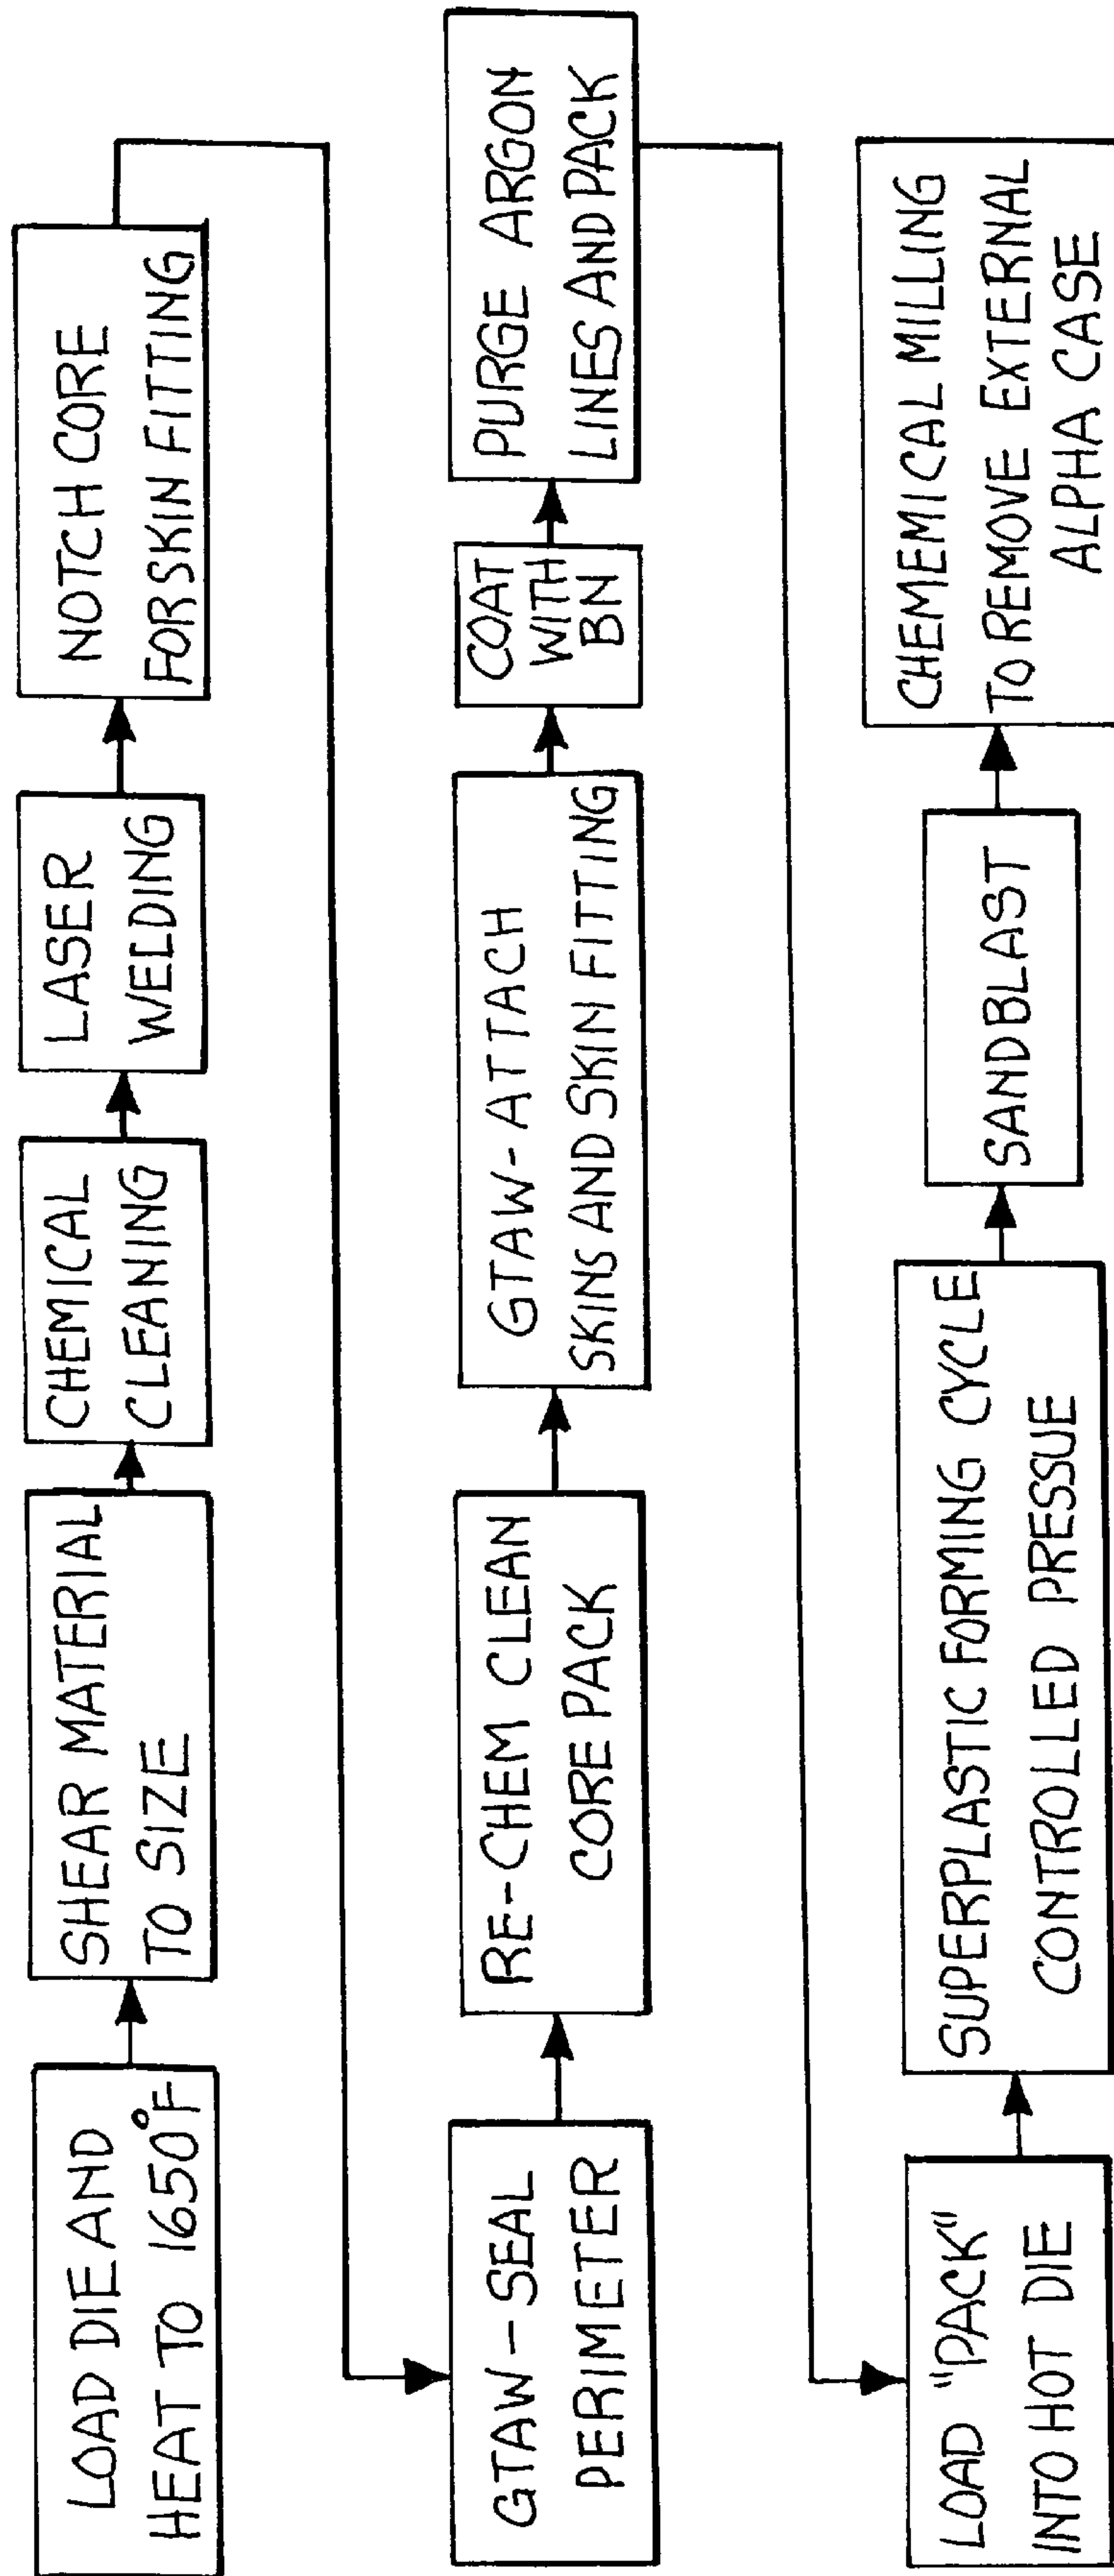 LOAD DIE AND
HEAT TO 1650°F
SHEAR MATERIAL
TO SIZE
CHEMICAL
CLEANING
LASER
WELDING
NOTCH CORE
FOR SKIN FITTING
GTAW-SEAL
PERIMETER
RE-CHEM CLEAN
CORE PACK
GTAW-ATTACH
SKINS AND SKIN FITTING
COAT
WITH
BN
PURGE ARGON
LINES AND PACK
LOAD "PACK"
INTO HOT DIE
SUPERPLASTIC FORMING CYCLE
CONTROLLED PRESSUE
SANDBLAST
CHEMEMICAL MILLING
TO REMOVE EXTERNAL
ALPHA CASE